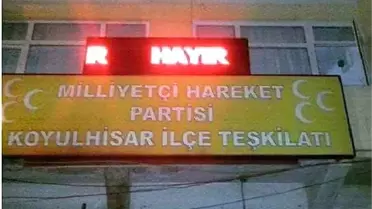 R HAYIR
MİLLİYETÇİ HAREKET
PARTİSİ
KOYULHİSAR İLÇE TEŞKİLATI